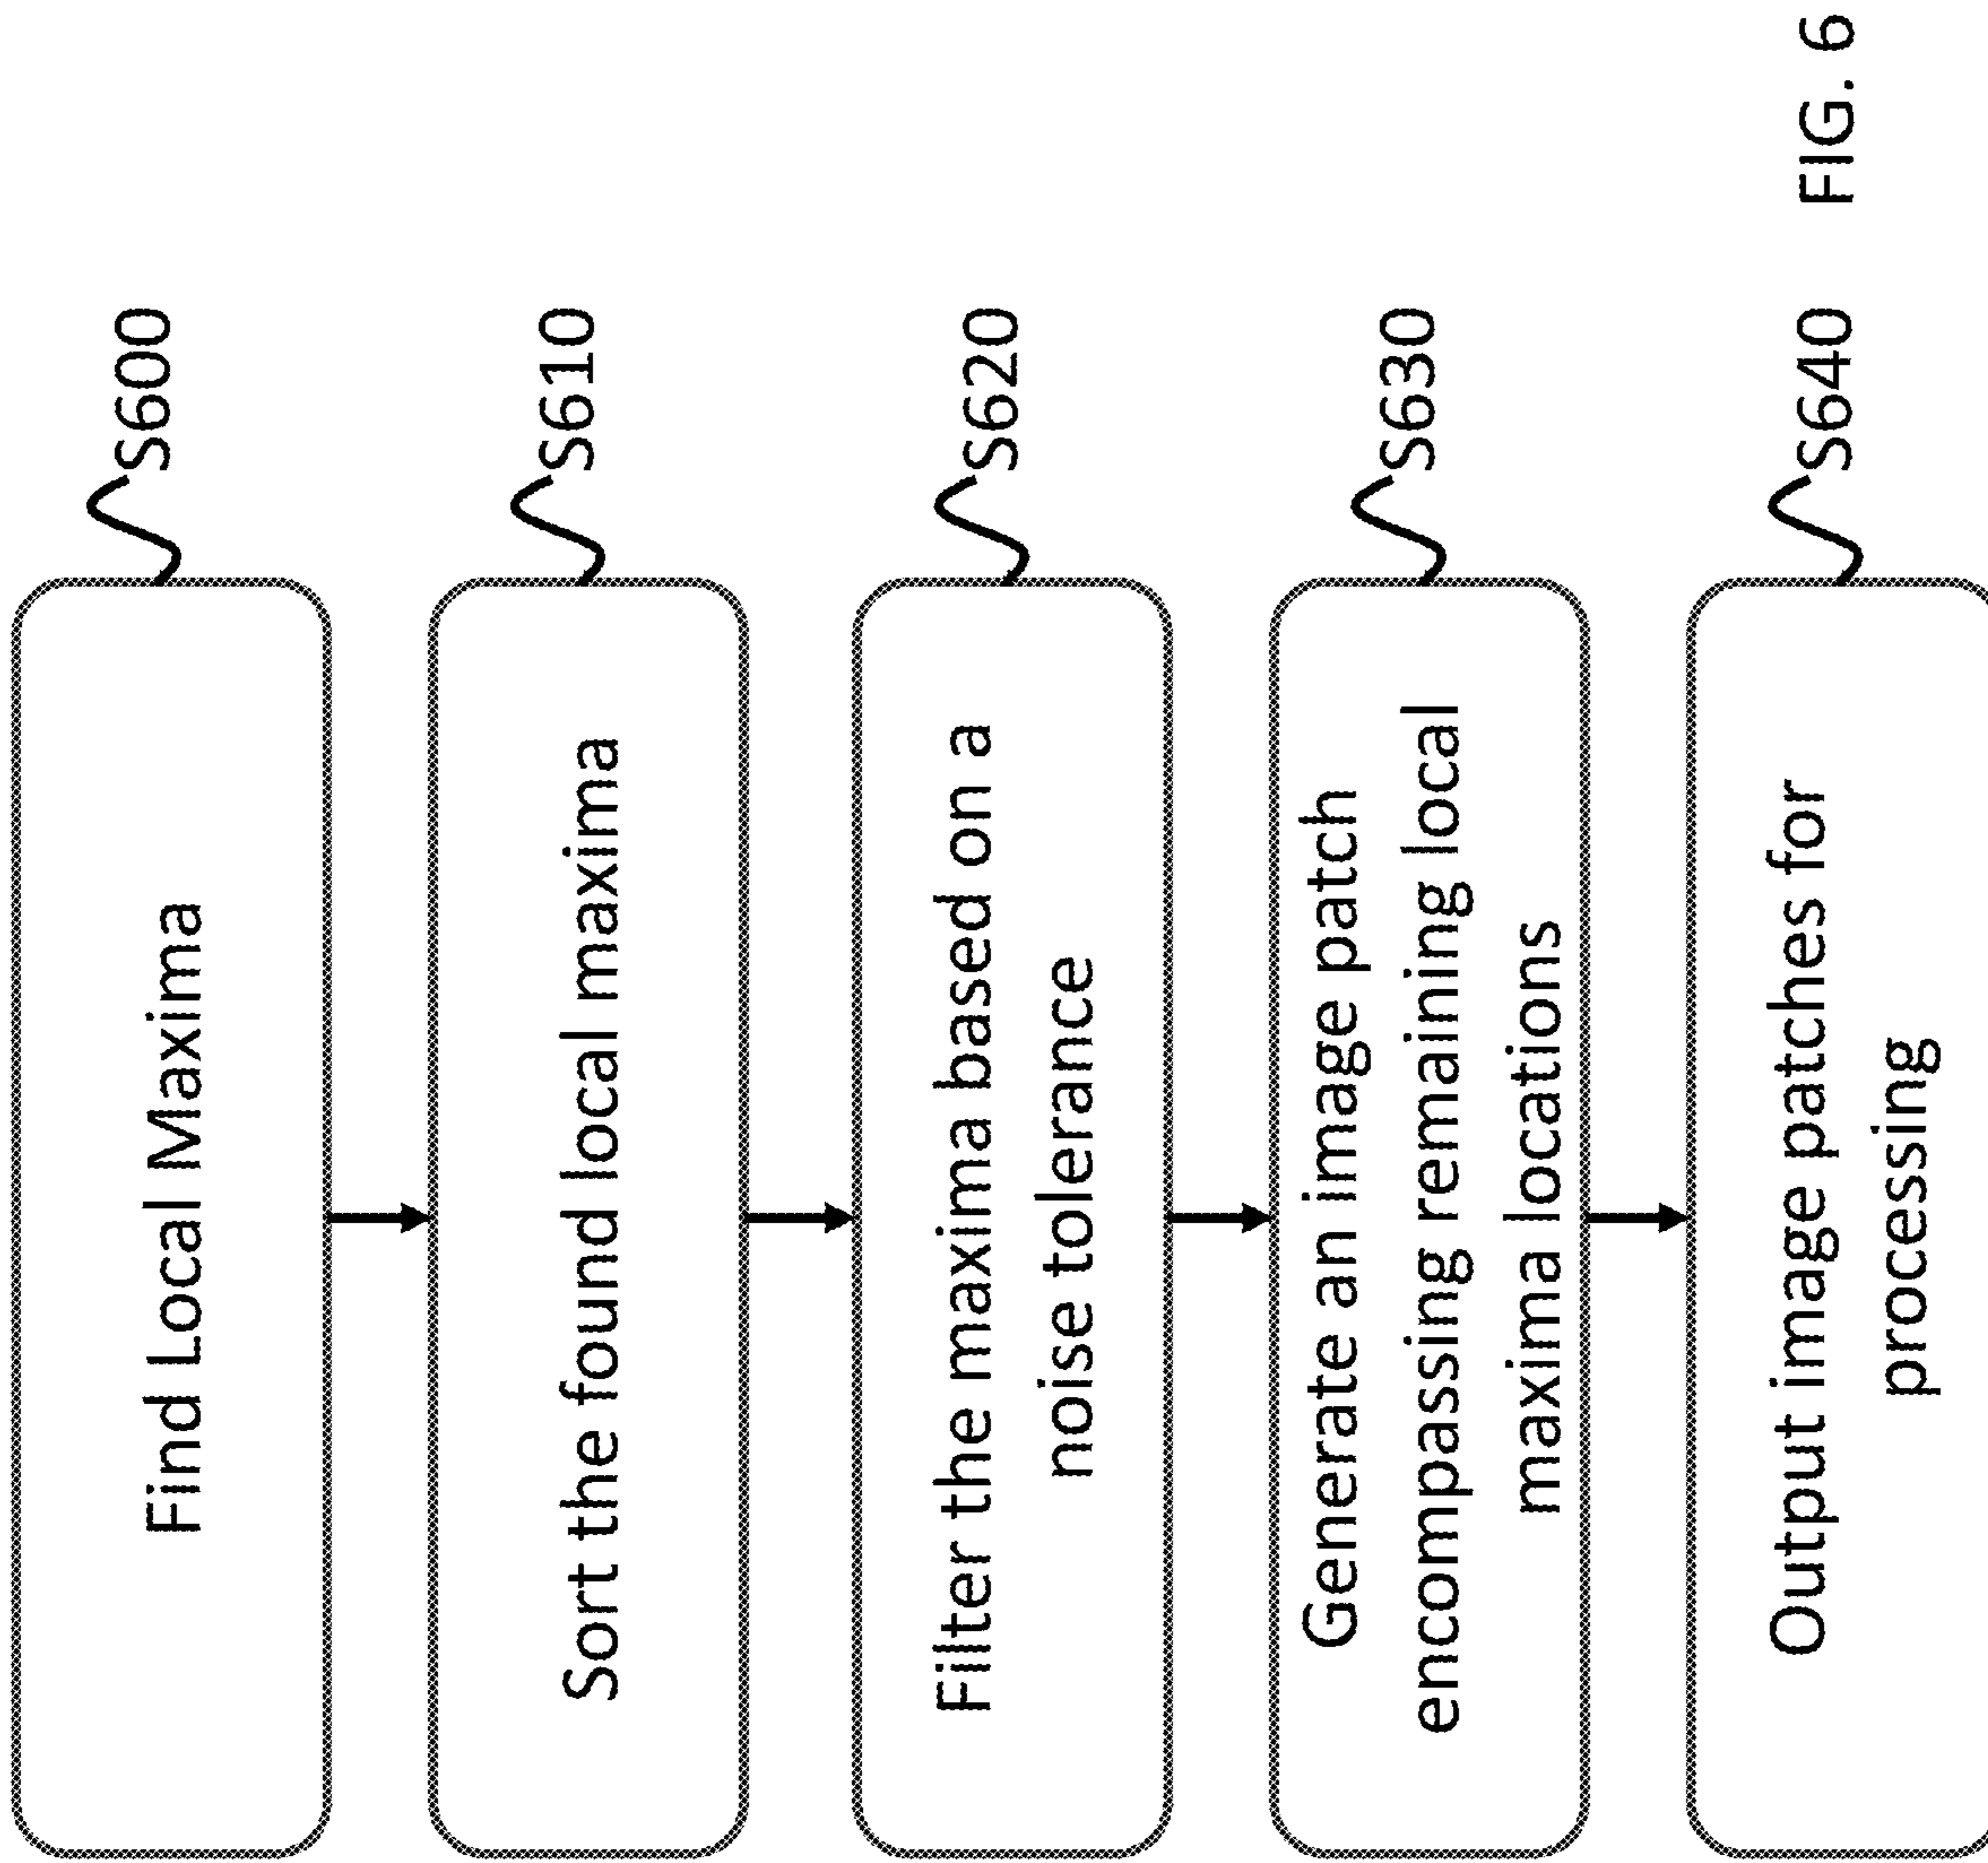 Find Local Maxima
S600
Sort the found local maxima
S610
Filter the maxima based on a
noise tolerance
S620
Generate an image patch
encompassing remaining local
maxima locations
S630
Output image patches for
processing
S640
FIG. 6